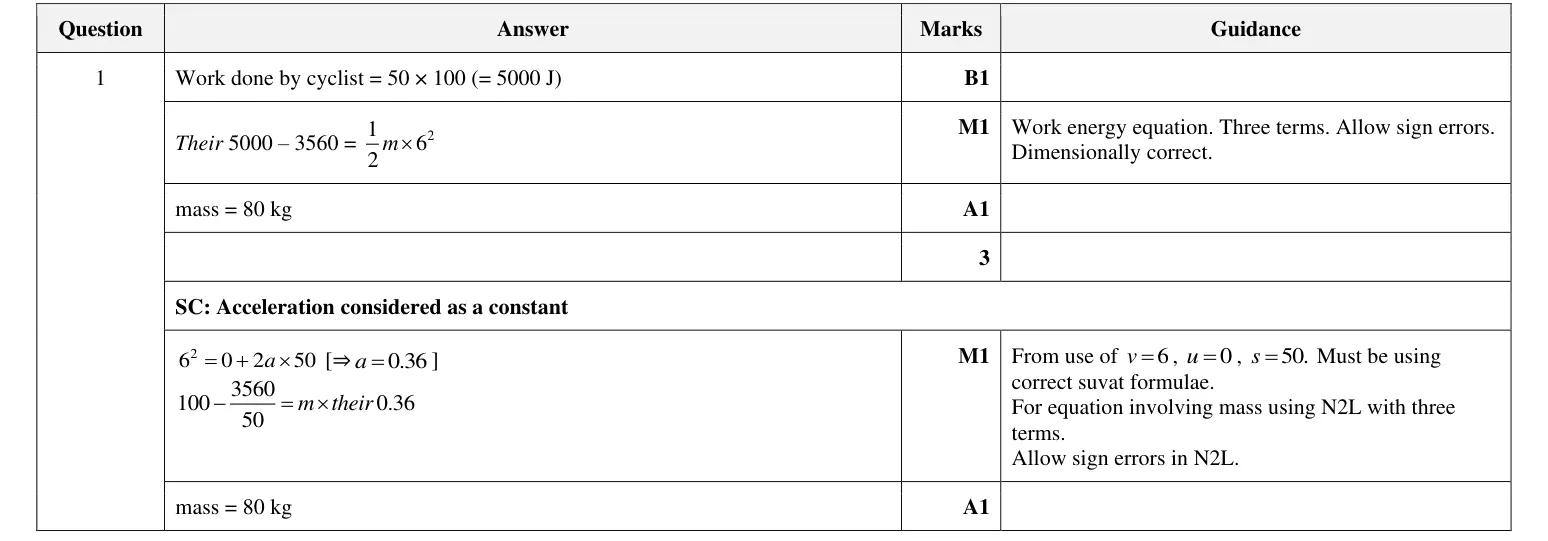 Question Answer Marks Guidance
1 Work done by cyclist = 50 × 100 (= 5000 J) B1
Their 5000 – 3560 = 1/2 m × 6² M1 Work energy equation. Three terms. Allow sign errors.
Dimensionally correct.
mass = 80 kg A1
3
SC: Acceleration considered as a constant
6² = 0 + 2a × 50 [⇒ a = 0.36 ] M1 From use of v = 6 , u = 0 , s = 50. Must be using
correct suvat formulae.
100 − 3560/50 = m × their 0.36 For equation involving mass using N2L with three
terms.
Allow sign errors in N2L.
mass = 80 kg A1